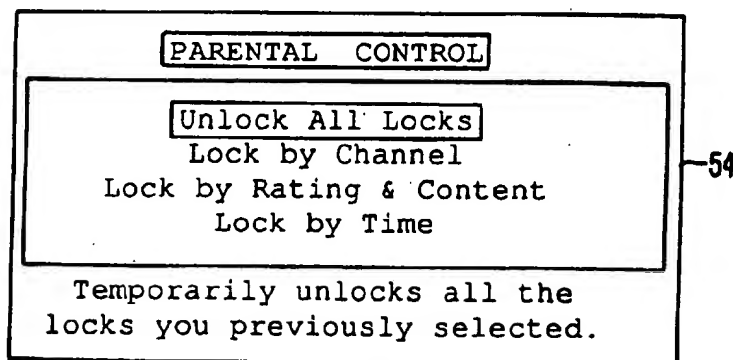 PARENTAL CONTROL
Unlock All Locks
Lock by Channel
Lock by Rating & Content
Lock by Time
54
Temporarily unlocks all the
locks you previously selected.